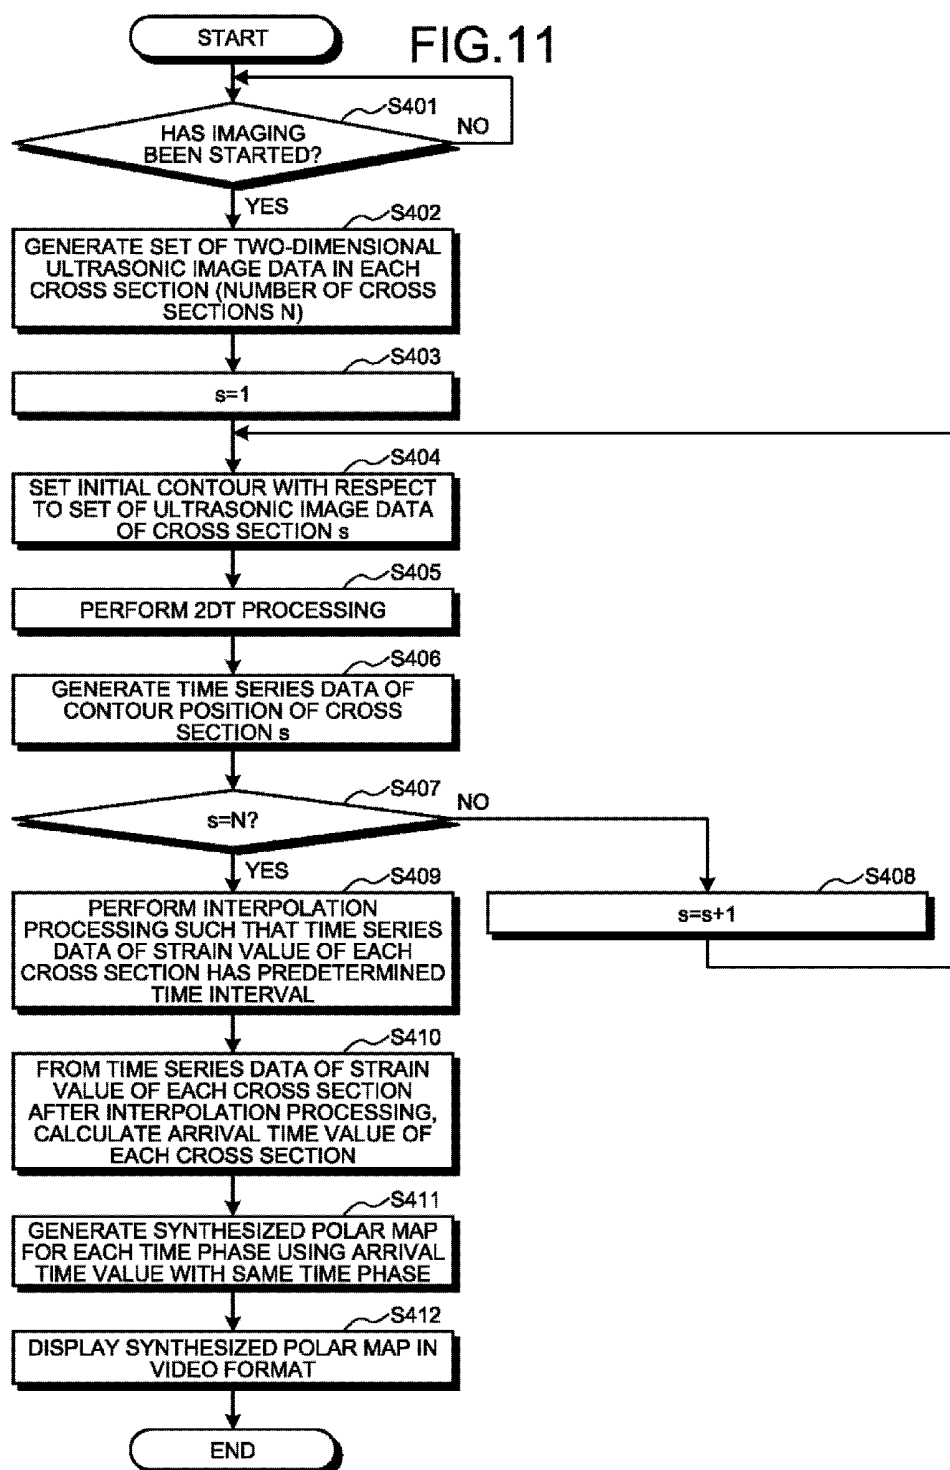 START
FIG.11
S401
HAS IMAGING
BEEN STARTED?
NO
YES
S402
GENERATE SET OF TWO-DIMENSIONAL
ULTRASONIC IMAGE DATA IN EACH
CROSS SECTION (NUMBER OF CROSS
SECTIONS N)
S403
s=1
S404
SET INITIAL CONTOUR WITH RESPECT
TO SET OF ULTRASONIC IMAGE DATA
OF CROSS SECTION s
S405
PERFORM 2DT PROCESSING
S406
GENERATE TIME SERIES DATA OF
CONTOUR POSITION OF CROSS
SECTION s
S407
s=N?
NO
YES
S408
s=s+1
S409
PERFORM INTERPOLATION
PROCESSING SUCH THAT TIME SERIES
DATA OF STRAIN VALUE OF EACH
CROSS SECTION HAS PREDETERMINED
TIME INTERVAL
S410
FROM TIME SERIES DATA OF STRAIN
VALUE OF EACH CROSS SECTION
AFTER INTERPOLATION PROCESSING,
CALCULATE ARRIVAL TIME VALUE OF
EACH CROSS SECTION
S411
GENERATE SYNTHESIZED POLAR MAP
FOR EACH TIME PHASE USING ARRIVAL
TIME VALUE WITH SAME TIME PHASE
S412
DISPLAY SYNTHESIZED POLAR MAP IN
VIDEO FORMAT
END